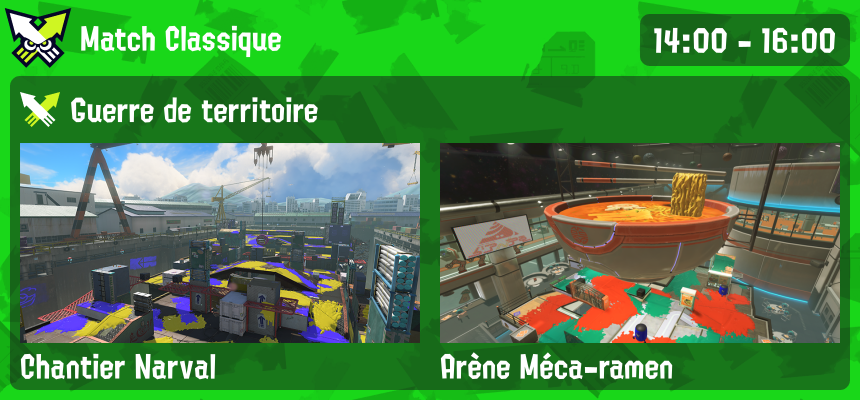 Match Classique
14:00 - 16:00
Guerre de territoire
Chantier Narval
Arène Méca-ramen